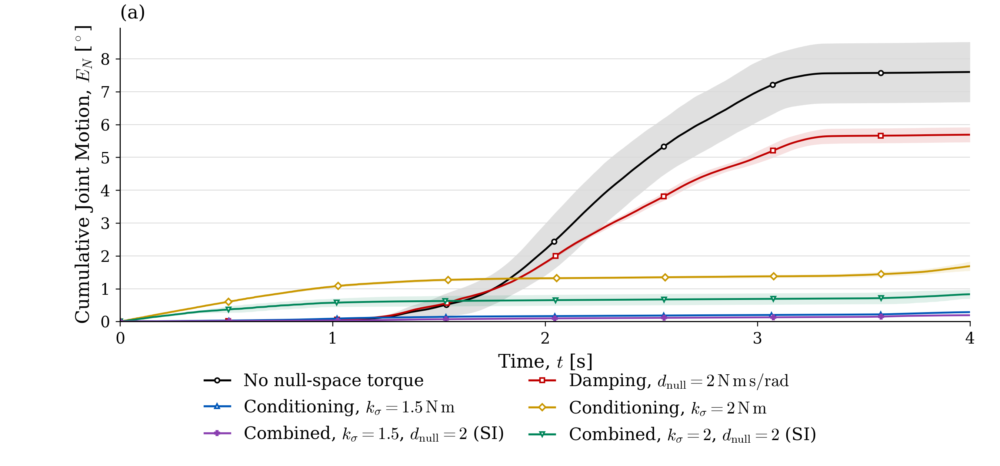 (a)
Cumulative Joint Motion, E_N [°]
8
7
6
5
4
3
2
1
0
0 1 2 3 4
Time, t [s]
No null-space torque
Damping, d_null = 2 N m s/rad
Conditioning, k_σ = 1.5 N m
Conditioning, k_σ = 2 N m
Combined, k_σ = 1.5, d_null = 2 (SI)
Combined, k_σ = 2, d_null = 2 (SI)